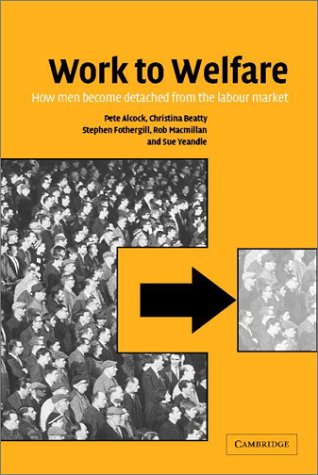 Work to Welfare
How men become detached from the labour market
Pete Alcock, Christina Beatty,
Stephen Fothergill, Rob Macmillan
and Sue Yeandle
CAMBRIDGE